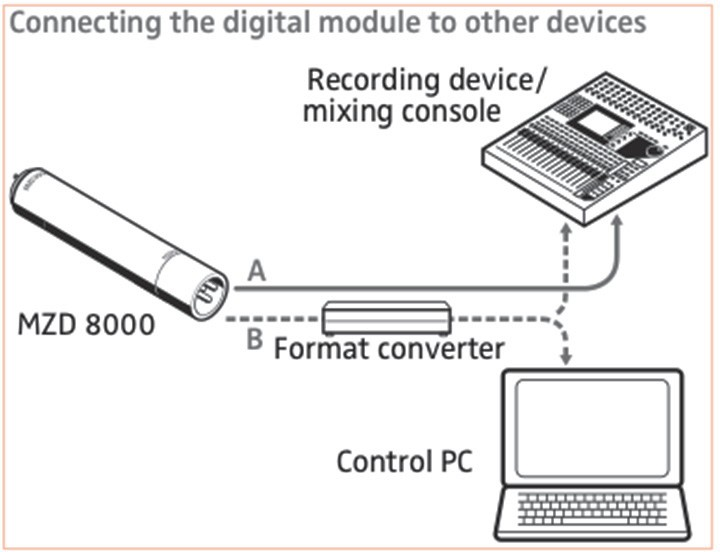 Connecting the digital module to other devices
Recording device/
mixing console
A
MZD 8000
B
Format converter
Control PC